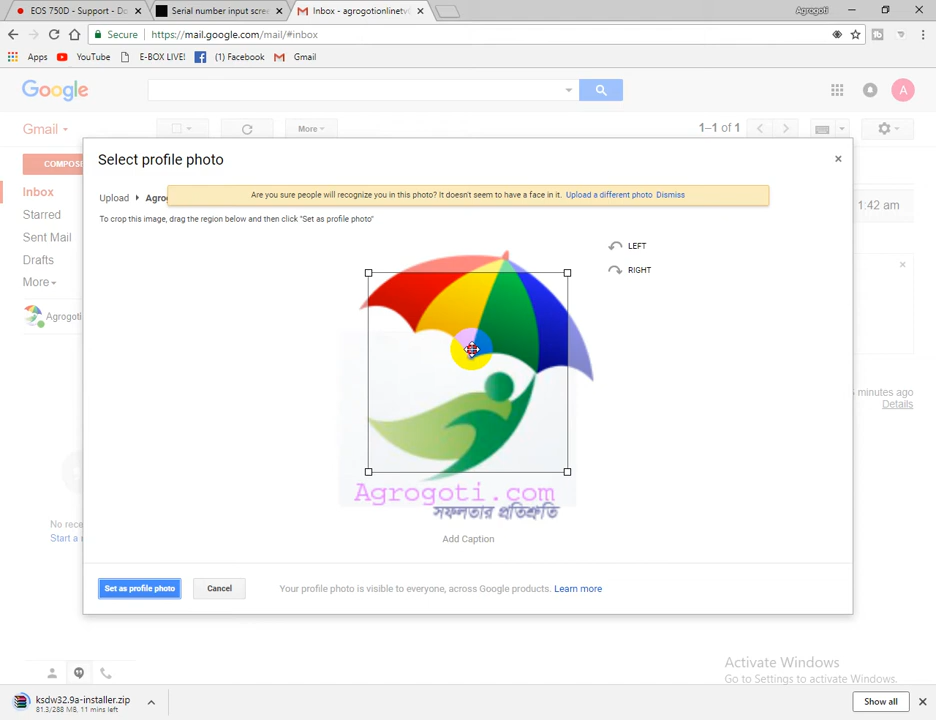 EOS 750D - Support - Do
Serial number input scree
Inbox - agrogotionlinetv
Agrogoti
Secure
https://mail.google.com/mail/#inbox
Apps
YouTube
E-BOX LIVE!
(1) Facebook
Gmail
Google
A
Gmail
More
1–1 of 1
Select profile photo
COMPOSE
Inbox
Upload
Agro
Are you sure people will recognize you in this photo? It doesn't seem to have a face in it. Upload a different photo Dismiss
1:42 am
Starred
To crop this image, drag the region below and then click "Set as profile photo"
Sent Mail
LEFT
Drafts
RIGHT
More
Agrogoti
minutes ago
Details
Agrogoti.com
সফলতার প্রতিশ্রুতি
No rece
Start a
Add Caption
Set as profile photo
Cancel
Your profile photo is visible to everyone, across Google products. Learn more
Activate Windows
Go to Settings to activate Windows.
ksdw32.9a-installer.zip
81.3/288 MB, 11 mins left
Show all